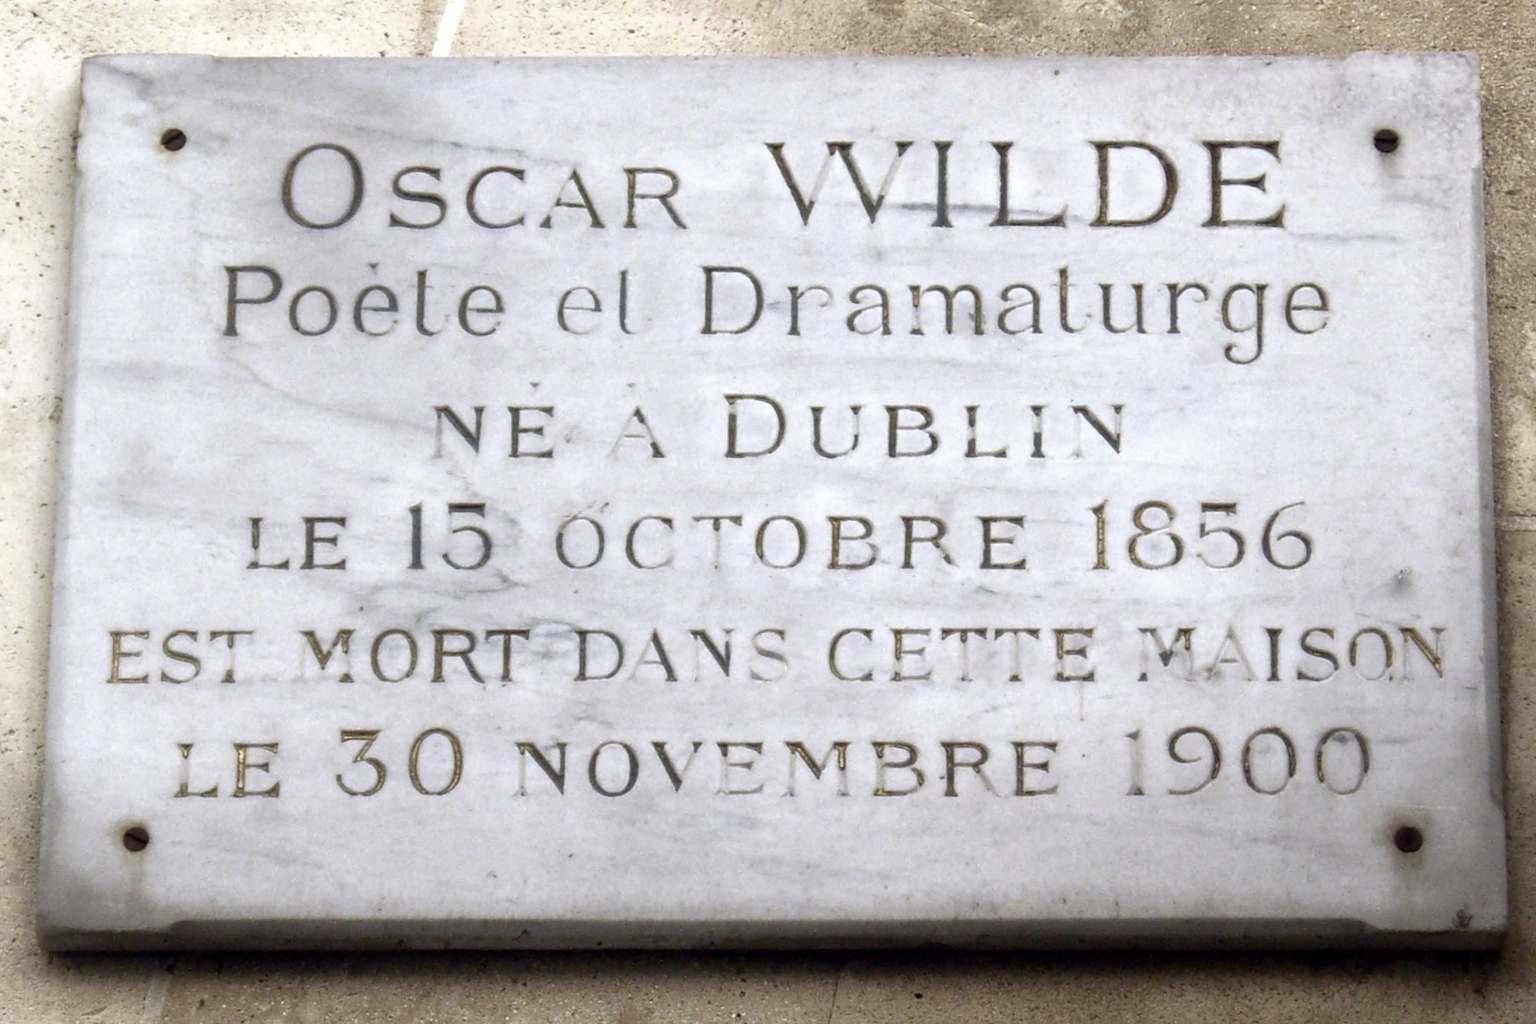 OSCAR WILDE
Poète et Dramaturge
NÉ À DUBLIN
LE 15 OCTOBRE 1856
EST MORT DANS CETTE MAISON
LE 30 NOVEMBRE 1900